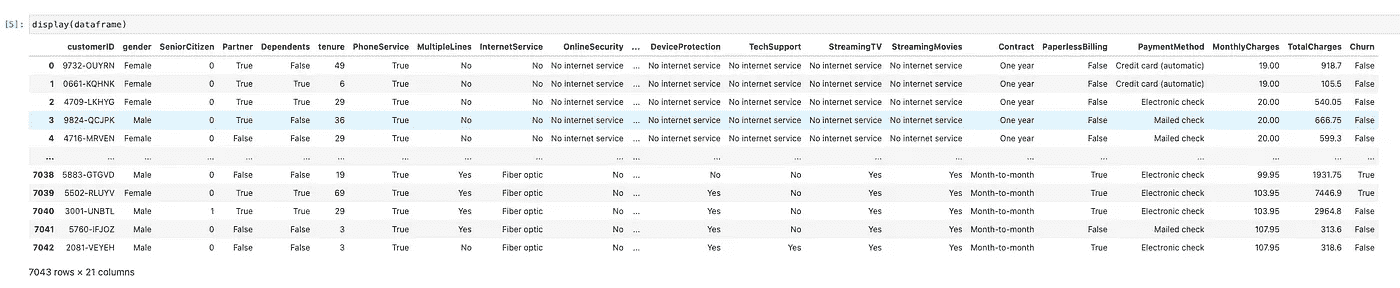 [5]: display(dataframe)
customerID gender SeniorCitizen Partner Dependents tenure PhoneService MultipleLines InternetService OnlineSecurity ... DeviceProtection TechSupport StreamingTV StreamingMovies Contract PaperlessBilling PaymentMethod MonthlyCharges TotalCharges Churn
0 9732-OUYRN Female 0 True False 49 True No No No internet service ... No internet service No internet service No internet service No internet service One year False Credit card (automatic) 19.00 918.7 False
1 0661-KQHNK Female 0 True True 6 True No No No internet service ... No internet service No internet service No internet service No internet service One year False Credit card (automatic) 19.00 105.5 False
2 4709-LKHYG Female 0 True True 29 True No No No internet service ... No internet service No internet service No internet service No internet service One year False Electronic check 20.00 540.05 False
3 9824-QCJPK Male 0 True False 36 True No No No internet service ... No internet service No internet service No internet service No internet service One year False Mailed check 20.00 666.75 False
4 4716-MRVEN Female 0 False False 29 True No No No internet service ... No internet service No internet service No internet service No internet service One year False Mailed check 20.00 599.3 False
... ... ... ... ... ... ... ... ... ... ... ... ... ... ... ... ... ... ... ... ... ...
7038 5883-GTGVD Male 0 False False 19 True Yes Fiber optic No ... No No Yes Yes Month-to-month True Electronic check 99.95 1931.75 True
7039 5502-RLUYV Female 0 True True 69 True Yes Fiber optic No ... Yes No Yes Yes Month-to-month True Electronic check 103.95 7446.9 True
7040 3001-UNBTL Male 1 True True 29 True Yes Fiber optic No ... Yes No Yes Yes Month-to-month True Electronic check 103.95 2964.8 False
7041 5760-IFJOZ Male 0 False False 3 True Yes Fiber optic No ... Yes No Yes Yes Month-to-month False Mailed check 107.95 313.6 False
7042 2081-VEYEH Male 0 False False 3 True No Fiber optic No ... Yes Yes Yes Yes Month-to-month True Electronic check 107.95 318.6 False
7043 rows × 21 columns